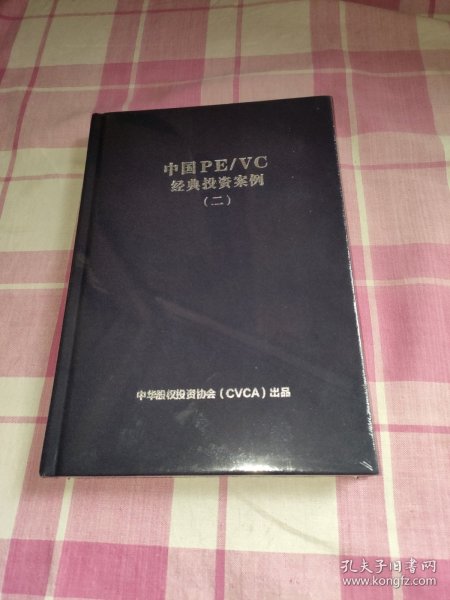 中国PE/VC
经典投资案例
（二）
中华股权投资协会（CVCA）出品
孔夫子旧书网
www.kongfz.com